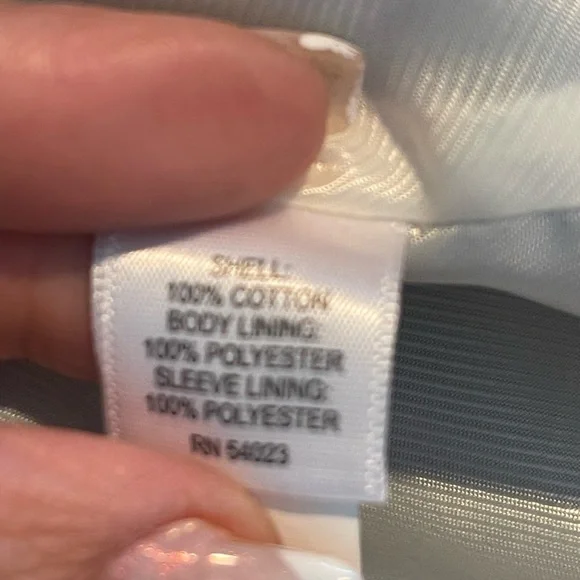 SHELL:
100% COTTON
BODY LINING:
100% POLYESTER
SLEEVE LINING:
100% POLYESTER
RN 54023